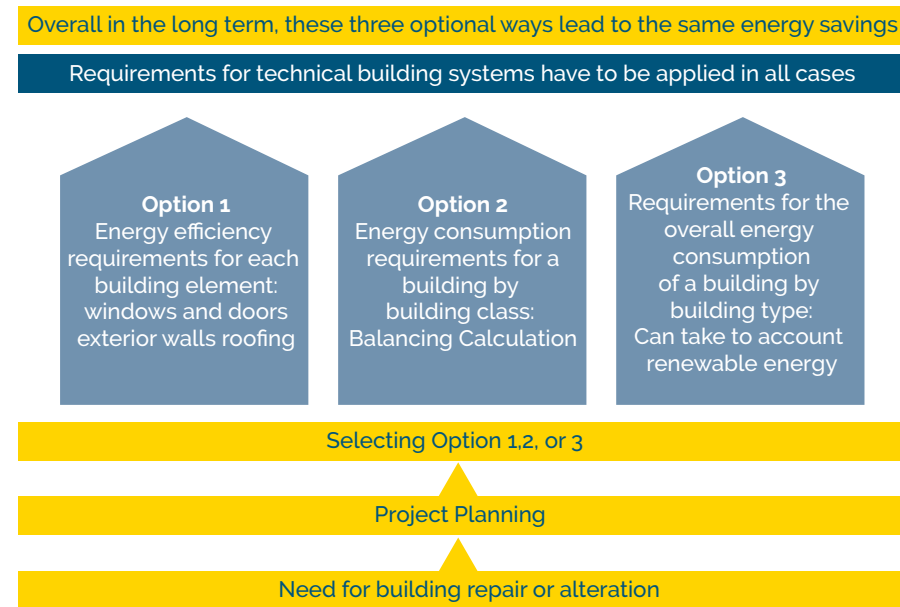 Overall in the long term, these three optional ways lead to the same energy savings
Requirements for technical building systems have to be applied in all cases
Option 1
Energy efficiency
requirements for each
building element:
windows and doors
exterior walls roofing
Option 2
Energy consumption
requirements for a
building by
building class:
Balancing Calculation
Option 3
Requirements for the
overall energy
consumption
of a building by
building type:
Can take to account
renewable energy
Selecting Option 1,2, or 3
Project Planning
Need for building repair or alteration